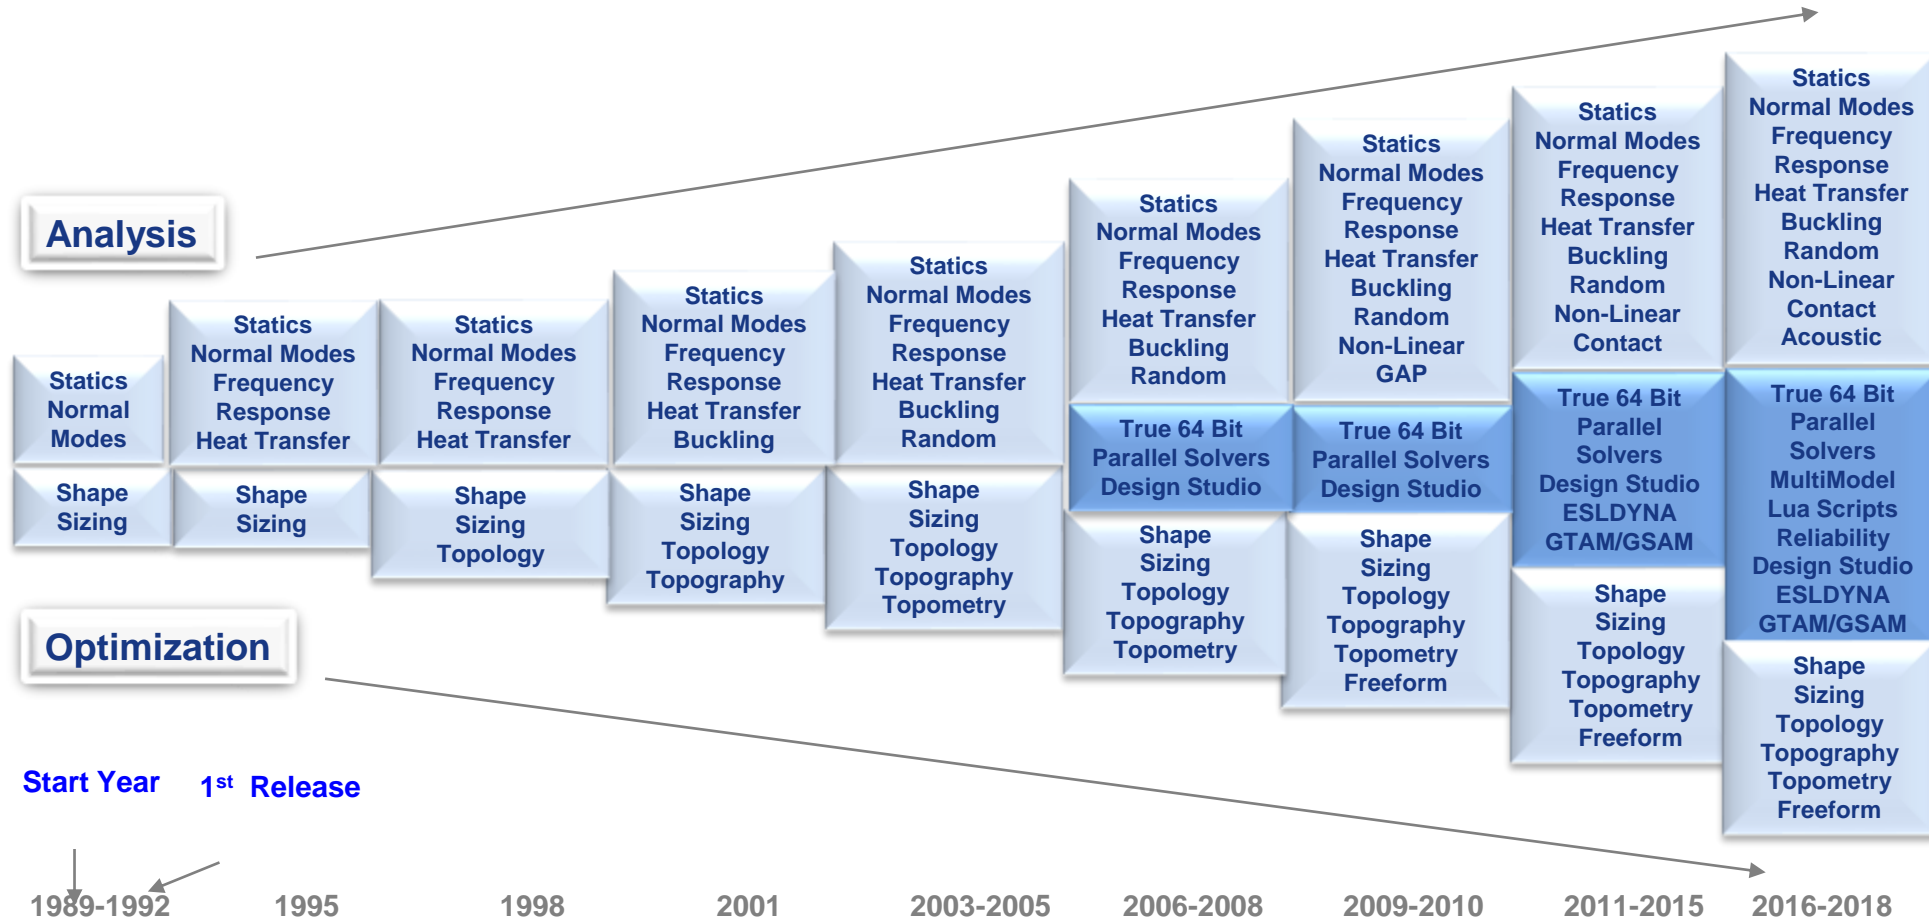 Analysis
Statics
Normal
Modes
Shape
Sizing
Statics
Normal Modes
Frequency
Response
Heat Transfer
Shape
Sizing
Statics
Normal Modes
Frequency
Response
Heat Transfer
Shape
Sizing
Topology
Statics
Normal Modes
Frequency
Response
Heat Transfer
Buckling
Shape
Sizing
Topology
Topography
Statics
Normal Modes
Frequency
Response
Heat Transfer
Buckling
Random
Shape
Sizing
Topology
Topography
Topometry
Statics
Normal Modes
Frequency
Response
Heat Transfer
Buckling
Random
True 64 Bit
Parallel Solvers
Design Studio
Shape
Sizing
Topology
Topography
Topometry
Statics
Normal Modes
Frequency
Response
Heat Transfer
Buckling
Random
Non-Linear
GAP
True 64 Bit
Parallel Solvers
Design Studio
Shape
Sizing
Topology
Topography
Topometry
Freeform
Statics
Normal Modes
Frequency
Response
Heat Transfer
Buckling
Random
Non-Linear
Contact
True 64 Bit
Parallel
Solvers
Design Studio
ESLDYNA
GTAM/GSAM
Shape
Sizing
Topology
Topography
Topometry
Freeform
Statics
Normal Modes
Frequency
Response
Heat Transfer
Buckling
Random
Non-Linear
Contact
Acoustic
True 64 Bit
Parallel
Solvers
MultiModel
Lua Scripts
Reliability
Design Studio
ESLDYNA
GTAM/GSAM
Shape
Sizing
Topology
Topography
Topometry
Freeform
Optimization
Start Year
1st Release
1989-1992
1995
1998
2001
2003-2005
2006-2008
2009-2010
2011-2015
2016-2018